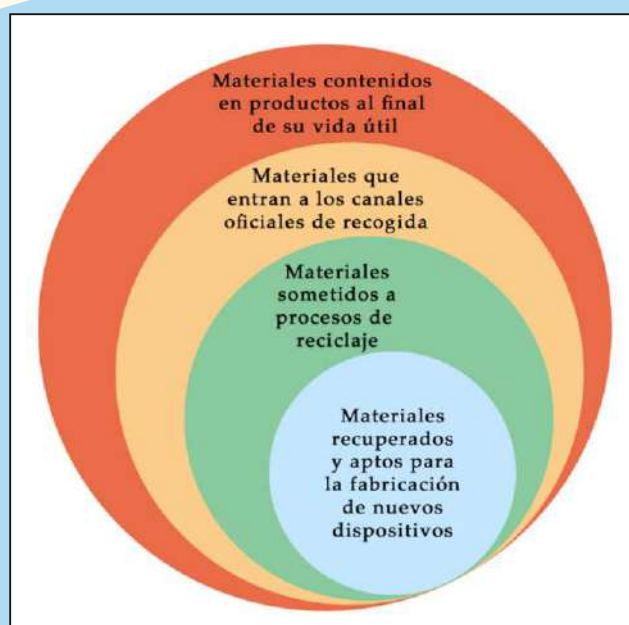 Materiales contenidos
en productos al final
de su vida útil
Materiales que
entran a los canales
oficiales de recogida
Materiales
sometidos a
procesos de
reciclaje
Materiales
recuperados
y aptos para
la fabricación
de nuevos
dispositivos